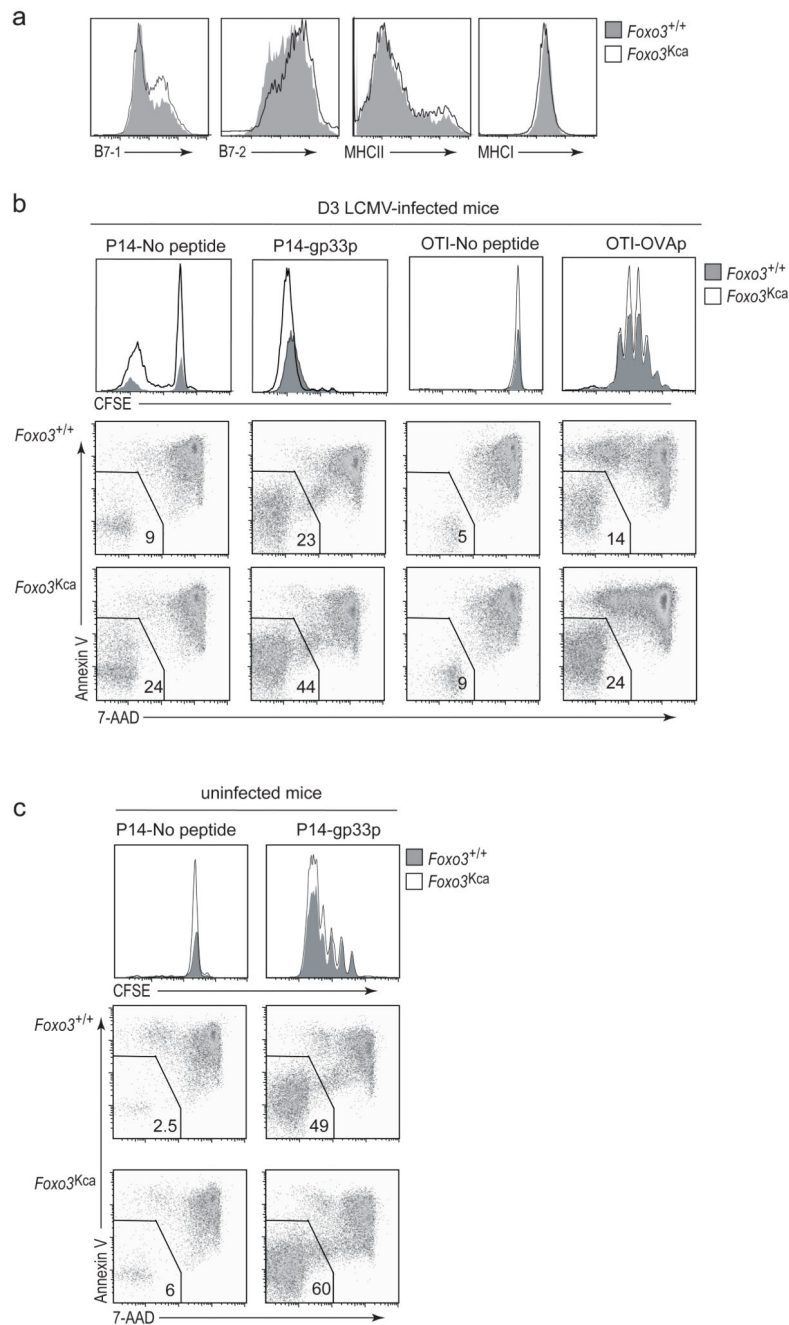 a
Foxo3+/+
Foxo3Kca
B7-1
B7-2
MHCII
MHCI
b
D3 LCMV-infected mice
P14-No peptide
P14-gp33p
OTI-No peptide
OTI-OVAp
Foxo3+/+
Foxo3Kca
CFSE
Foxo3+/+
9
23
5
14
Foxo3Kca
24
44
9
24
Annexin V
7-AAD
c
uninfected mice
P14-No peptide
P14-gp33p
Foxo3+/+
Foxo3Kca
CFSE
Foxo3+/+
2.5
49
Foxo3Kca
6
60
Annexin V
7-AAD